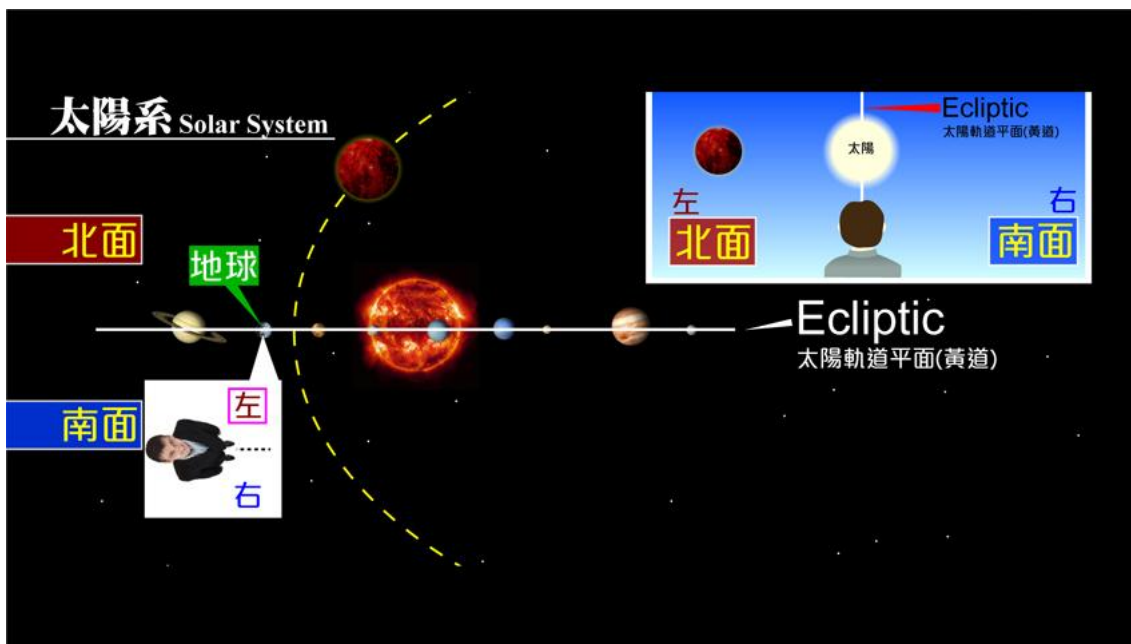 太陽系 Solar System
北面
地球
南面
左
右
Ecliptic
太陽軌道平面(黃道)
Ecliptic
太陽軌道平面(黃道)
太陽
左
右
北面
南面